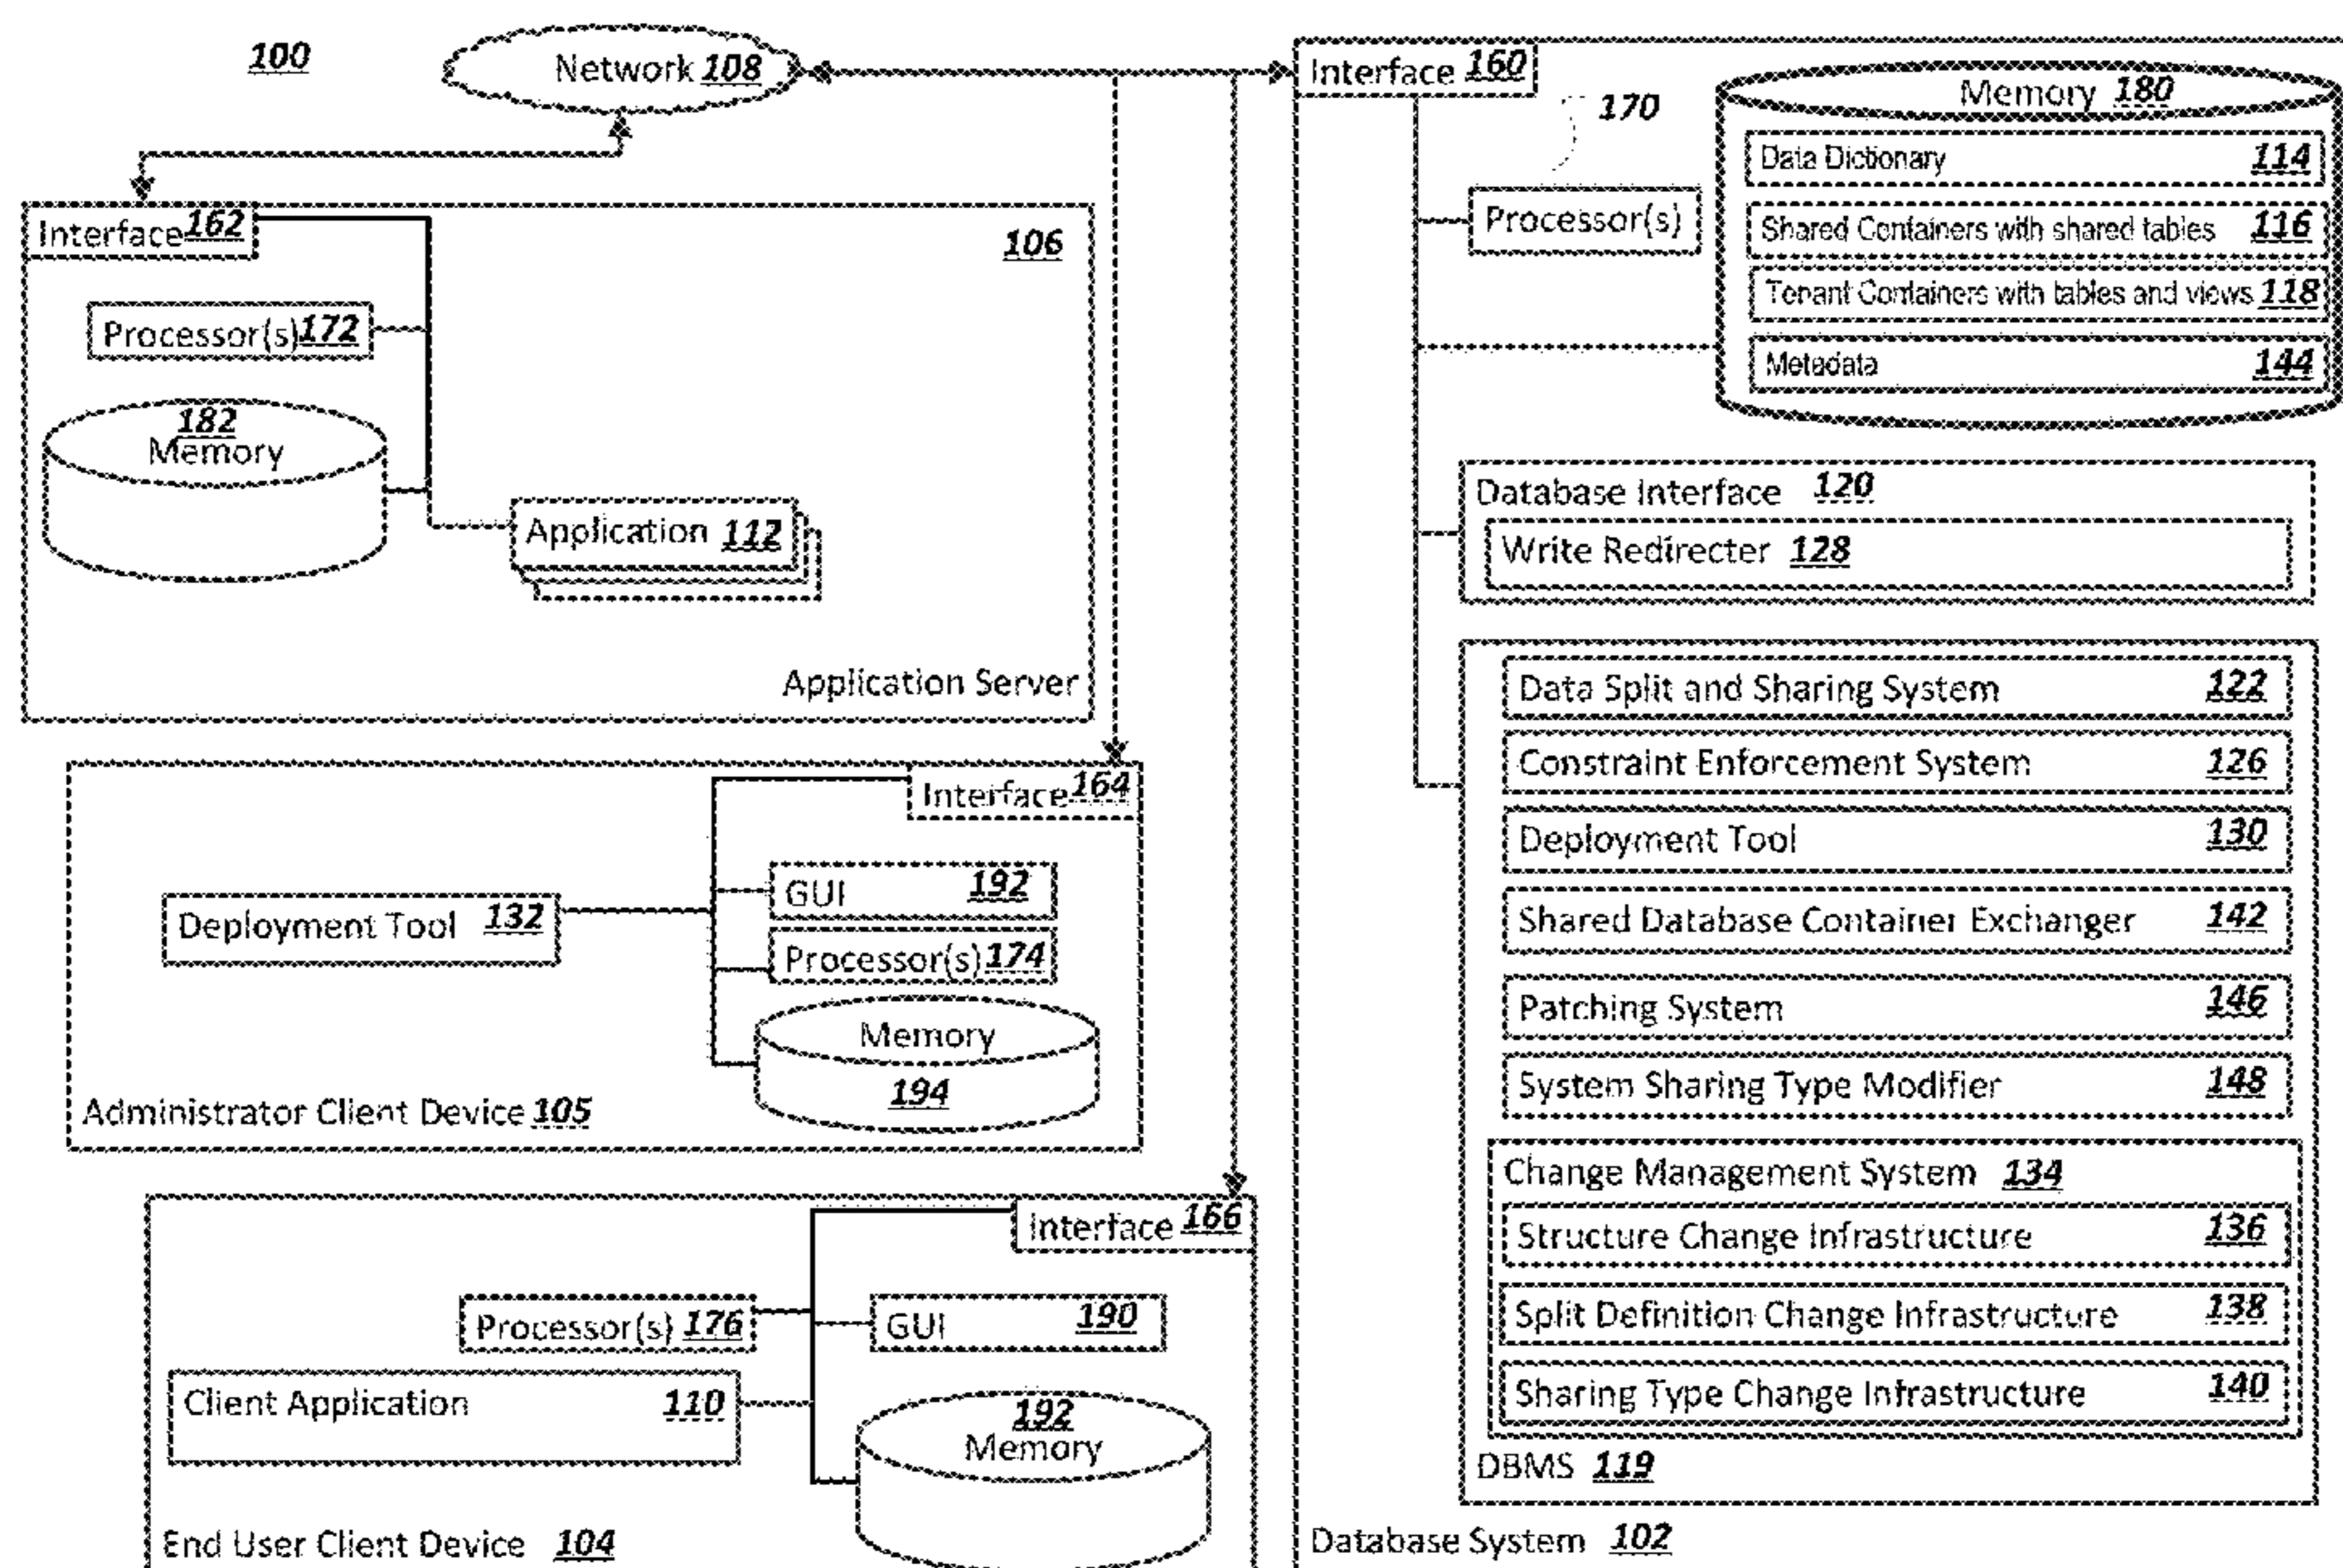 100
Network 108
Interface 162
106
Processor(s) 172
182
Memory
Application 112
Application Server
Interface 164
GUI 192
Deployment Tool 132
Processor(s) 174
Memory
194
Administrator Client Device 105
Interface 166
Processor(s) 176
GUI 190
Client Application 110
192
Memory
End User Client Device 104
Interface 160
170
Processor(s)
Memory 180
Data Dictionary 114
Shared Containers with shared tables 116
Tenant Containers with tables and views 118
Metadata 144
Database Interface 120
Write Redirecter 128
Data Split and Sharing System 122
Constraint Enforcement System 126
Deployment Tool 130
Shared Database Container Exchanger 142
Patching System 146
System Sharing Type Modifier 148
Change Management System 134
Structure Change Infrastructure 136
Split Definition Change Infrastructure 138
Sharing Type Change Infrastructure 140
DBMS 119
Database System 102